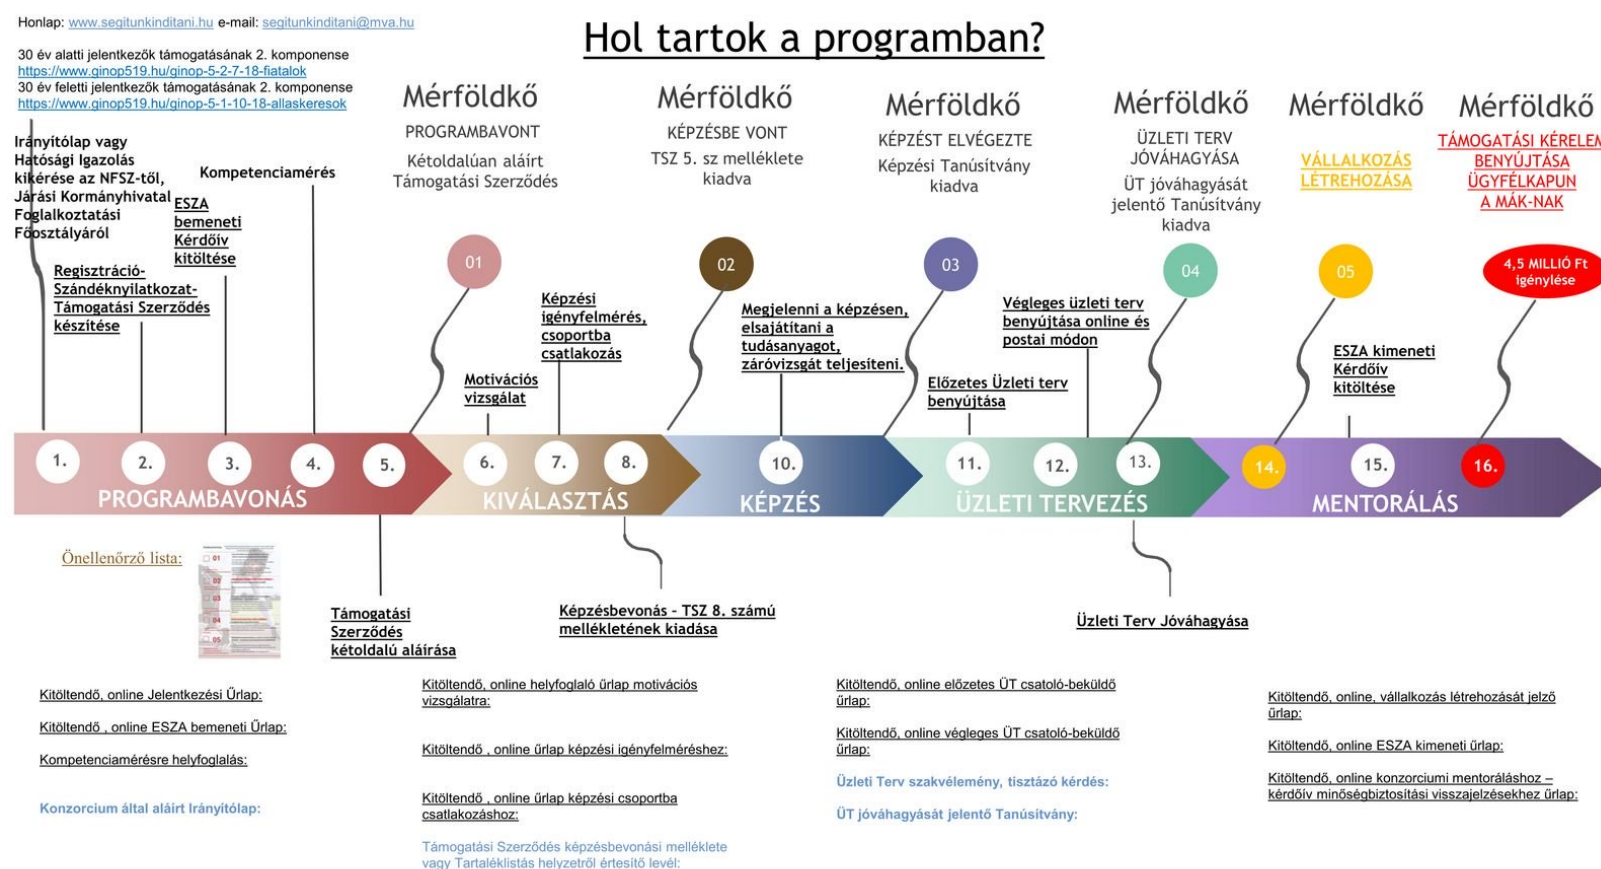 Honlap: www.segitunkinditani.hu e-mail: segitunkinditani@mva.hu
30 év alatti jelentkezők támogatásának 2. komponense
https://www.ginop519.hu/ginop-5-2-7-18-fiatalok
30 év feletti jelentkezők támogatásának 2. komponense
https://www.ginop519.hu/ginop-5-1-10-18-allaskeresok
Hol tartok a programban?
Mérföldkő
PROGRAMBAVONT
Kétoldalúan aláírt
Támogatási Szerződés
Mérföldkő
KÉPZÉSBE VONT
TSZ 5. sz melléklete
kiadva
Mérföldkő
KÉPZÉST ELVÉGEZTE
Képzési Tanúsítvány
kiadva
Mérföldkő
ÜZLETI TERV
JÓVÁHAGYÁSA
ÜT jóváhagyását
jelentő Tanúsítvány
kiadva
Mérföldkő
VÁLLALKOZÁS
LÉTREHOZÁSA
Mérföldkő
TÁMOGATÁSI KÉRELEM
BENYÚJTÁSA
ÜGYFÉLKAPUN
A MÁK-NAK
Irányítólap vagy
Hatósági Igazolás
kikérése az NFSZ-től,
Járási Kormányhivatal
Foglalkoztatási
Főosztályáról
ESZA
bemeneti
Kérdőív
kitöltése
Kompetenciamérés
Regisztráció-
Szándéknyilatkozat-
Támogatási Szerződés
készítése
01
02
03
04
05
4,5 MILLIÓ Ft
igénylése
Motivációs
vizsgálat
Képzési
igényfelmérés,
csoportba
csatlakozás
Megjelenni a képzésen,
elsajátítani a
tudásanyagot,
záróvizsgát teljesíteni.
Előzetes Üzleti terv
benyújtása
Végleges üzleti terv
benyújtása online és
postai módon
ESZA kimeneti
Kérdőív
kitöltése
1.
2.
3.
4.
5.
6.
7.
8.
10.
11.
12.
13.
14.
15.
16.
PROGRAMBAVONÁS
KIVÁLASZTÁS
KÉPZÉS
ÜZLETI TERVEZÉS
MENTORÁLÁS
Önellenőrző lista:
01
02
03
04
05
Támogatási
Szerződés
kétoldalú aláírása
Képzésbevonás - TSZ 8. számú
mellékletének kiadása
Üzleti Terv Jóváhagyása
Kitöltendő, online Jelentkezési Űrlap:
Kitöltendő , online ESZA bemeneti Űrlap:
Kompetenciamérésre helyfoglalás:
Konzorcium által aláírt Irányítólap:
Kitöltendő, online helyfoglaló űrlap motivációs
vizsgálatra:
Kitöltendő , online űrlap képzési igényfelméréshez:
Kitöltendő , online űrlap képzési csoportba
csatlakozáshoz:
Támogatási Szerződés képzésbevonási melléklete
vagy Tartaléklistás helyzetről értesítő levél:
Kitöltendő, online előzetes ÜT csatoló-beküldő
űrlap:
Kitöltendő, online végleges ÜT csatoló-beküldő
űrlap:
Üzleti Terv szakvélemény, tisztázó kérdés:
ÜT jóváhagyását jelentő Tanúsítvány:
Kitöltendő, online, vállalkozás létrehozását jelző
űrlap:
Kitöltendő, online ESZA kimeneti űrlap:
Kitöltendő, online konzorciumi mentoráláshoz –
kérdőív minőségbiztosítási visszajelzésekhez űrlap: